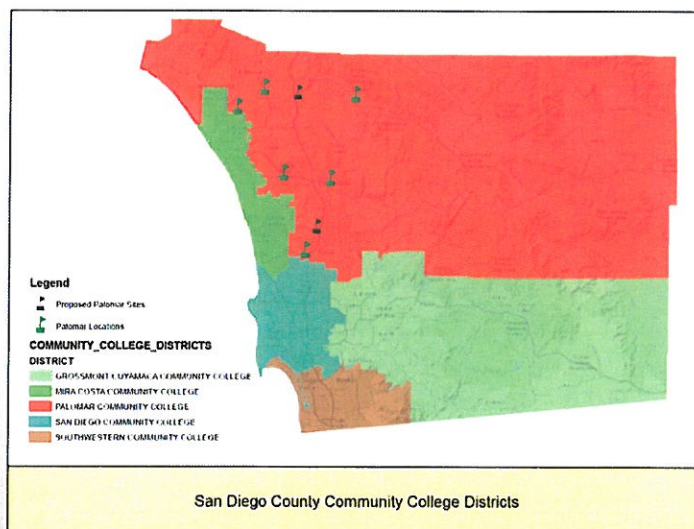 Legend
Proposed Palomar Sites
Palomar Locations
COMMUNITY_COLLEGE_DISTRICTS
DISTRICT
GROSSMONT CUYAMACA COMMUNITY COLLEGE
MIRA COSTA COMMUNITY COLLEGE
PALOMAR COMMUNITY COLLEGE
SAN DIEGO COMMUNITY COLLEGE
SOUTHWESTERN COMMUNITY COLLEGE
San Diego County Community College Districts